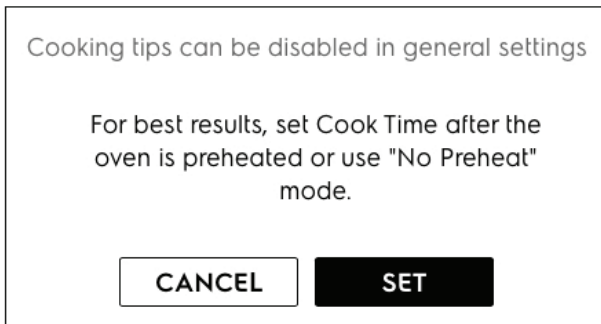 Cooking tips can be disabled in general settings
For best results, set Cook Time after the
oven is preheated or use "No Preheat"
mode.
CANCEL
SET